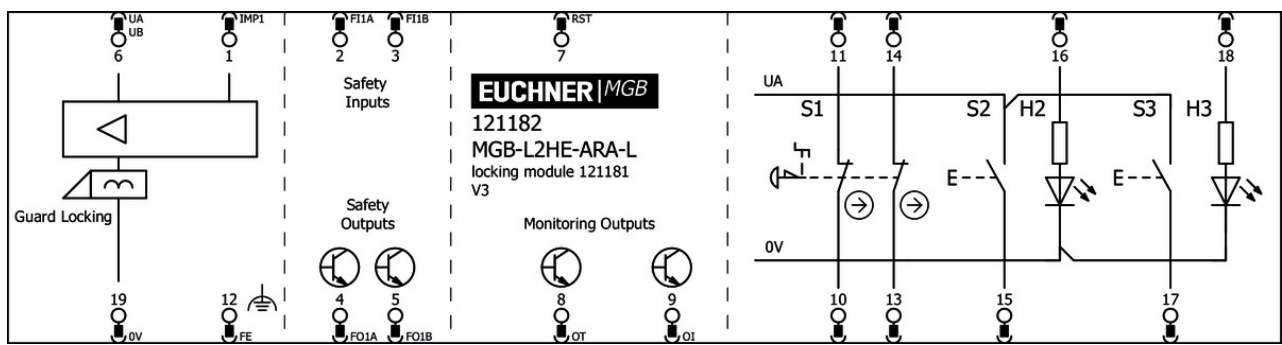 UA
UB
IMP1
FI1A
FI1B
RST
6
1
2
3
7
11
14
16
18
Safety
Inputs
EUCHNER|MGB
121182
MGB-L2HE-ARA-L
locking module 121181
V3
UA
S1
S2
H2
S3
H3
E
E
Guard Locking
Safety
Outputs
Monitoring Outputs
0V
19
12
4
5
8
9
10
13
15
17
0V
FE
FO1A
FO1B
OT
OI